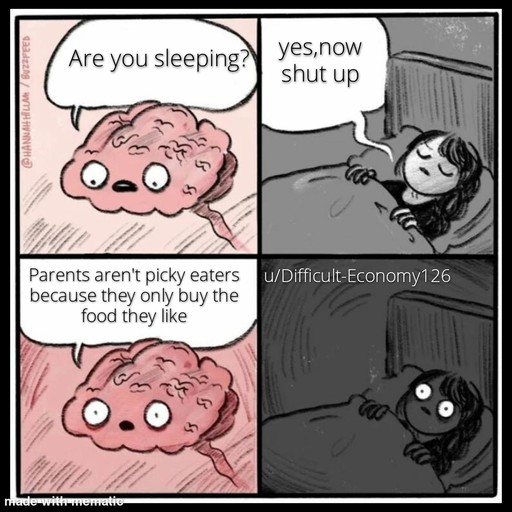 Are you sleeping?
yes,now
shut up
@HANNAHHILLAM / BUZZFEED
Parents aren't picky eaters
because they only buy the
food they like
u/Difficult-Economy126
made with mematic